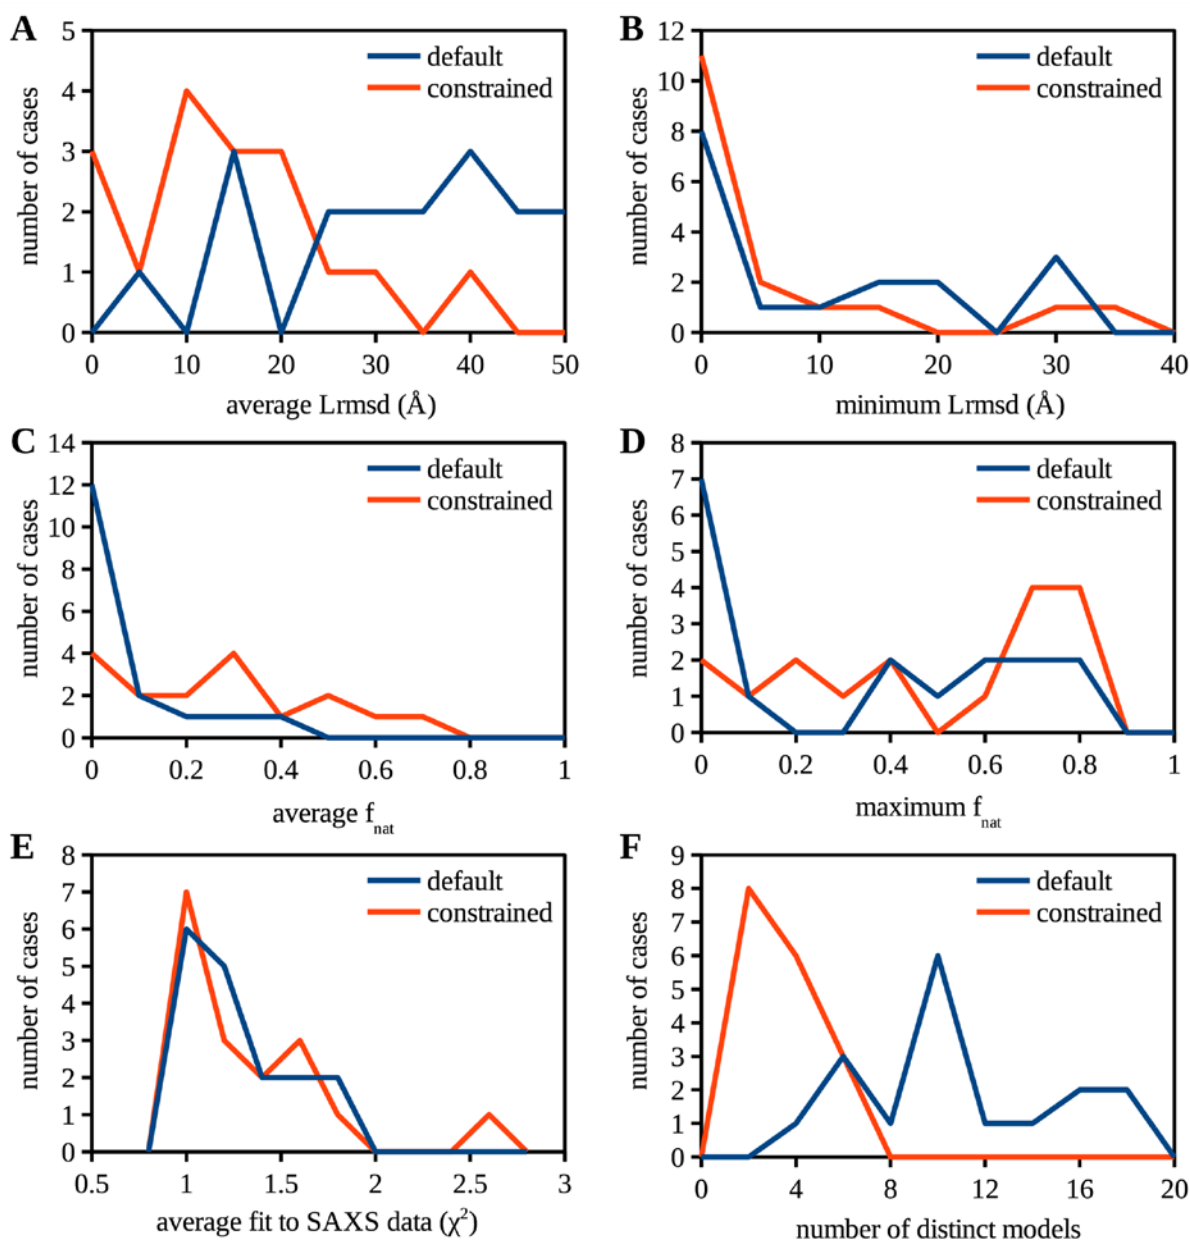 A
5
4
3
2
1
0
number of cases
default
constrained
0 10 20 30 40 50
average Lrmsd (Å)
B
12
10
8
6
4
2
0
number of cases
default
constrained
0 10 20 30 40
minimum Lrmsd (Å)
C
14
12
10
8
6
4
2
0
number of cases
default
constrained
0 0.2 0.4 0.6 0.8 1
average fnat
D
8
7
6
5
4
3
2
1
0
number of cases
default
constrained
0 0.2 0.4 0.6 0.8 1
maximum fnat
E
8
7
6
5
4
3
2
1
0
number of cases
default
constrained
0.5 1 1.5 2 2.5 3
average fit to SAXS data (χ²)
F
9
8
7
6
5
4
3
2
1
0
number of cases
default
constrained
0 4 8 12 16 20
number of distinct models